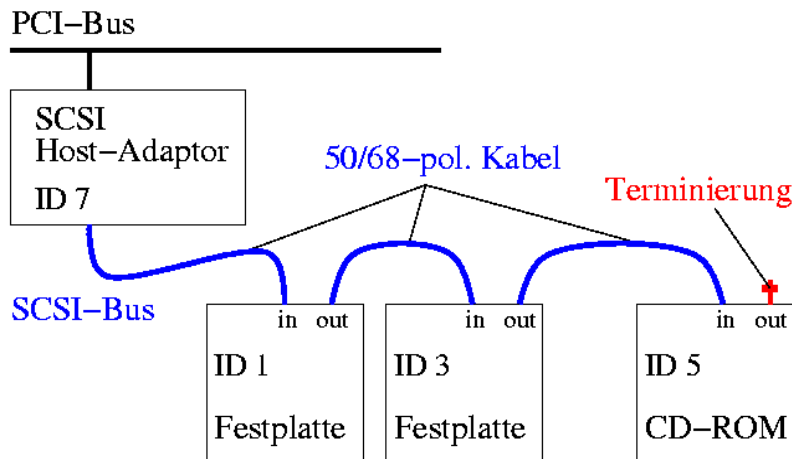 PCI–Bus
SCSI
Host–Adaptor
ID 7
50/68–pol. Kabel
Terminierung
SCSI–Bus
in out
in out
in out
ID 1
ID 3
ID 5
Festplatte
Festplatte
CD–ROM